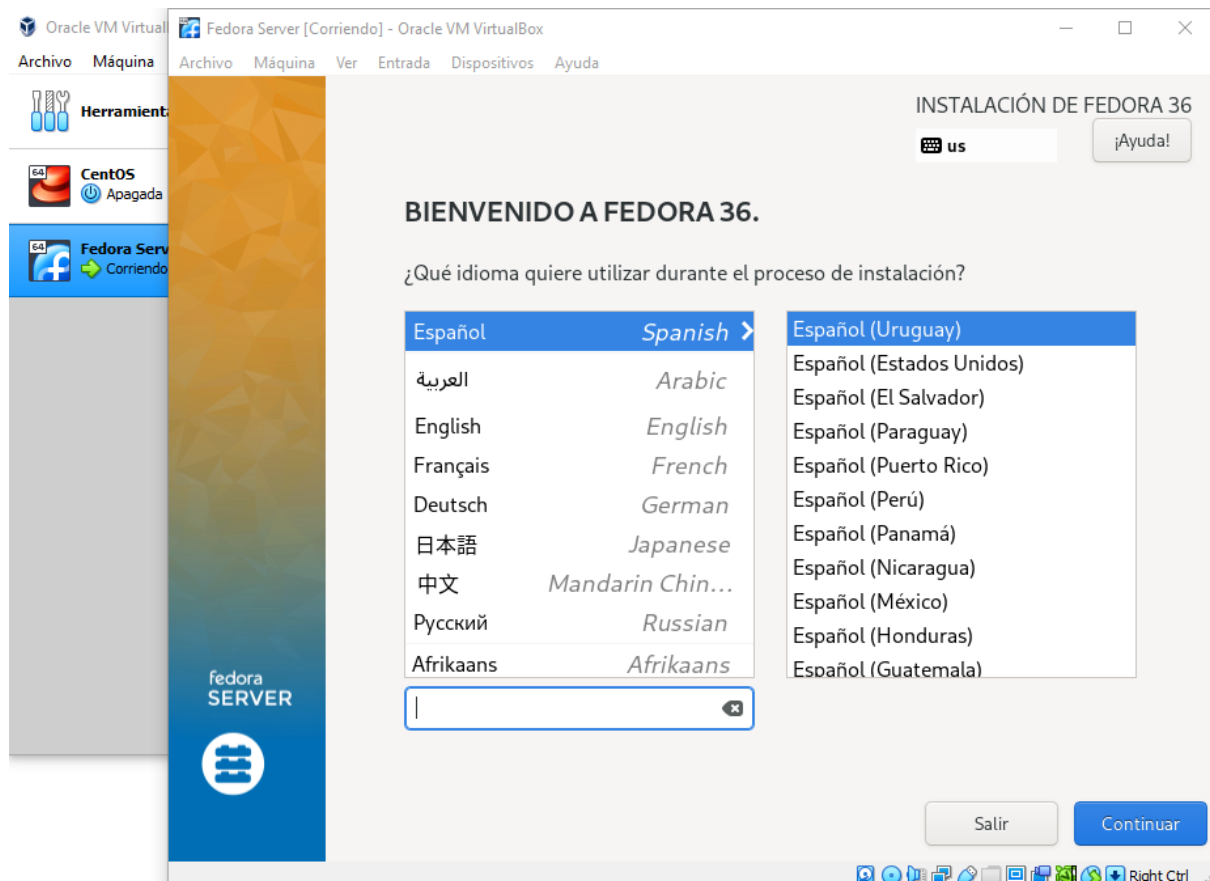 Oracle VM Virtual
Archivo Máquina
Herramient
64
CentOS
Apagada
64
Fedora Serv
Corriendo
Fedora Server [Corriendo] - Oracle VM VirtualBox
Archivo Máquina Ver Entrada Dispositivos Ayuda
INSTALACIÓN DE FEDORA 36
us
¡Ayuda!
BIENVENIDO A FEDORA 36.
¿Qué idioma quiere utilizar durante el proceso de instalación?
Español Spanish
العربية Arabic
English English
Français French
Deutsch German
日本語 Japanese
中文 Mandarin Chin...
Русский Russian
Afrikaans Afrikaans
Español (Uruguay)
Español (Estados Unidos)
Español (El Salvador)
Español (Paraguay)
Español (Puerto Rico)
Español (Perú)
Español (Panamá)
Español (Nicaragua)
Español (México)
Español (Honduras)
Español (Guatemala)
fedora
SERVER
Salir
Continuar
Right Ctrl